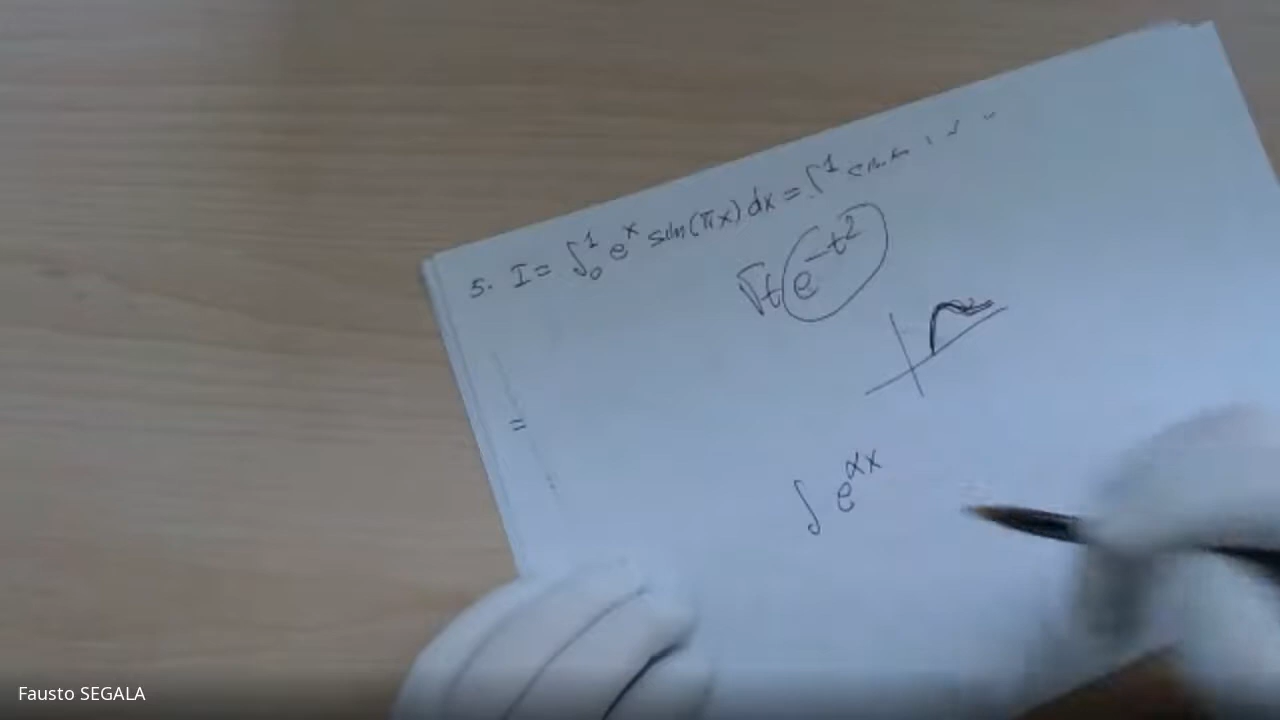 5. I = ∫₀¹ eˣ sin(πx) dx = ∫¹
√t e^{-t²}
=
∫ e^{αx}
Fausto SEGALA